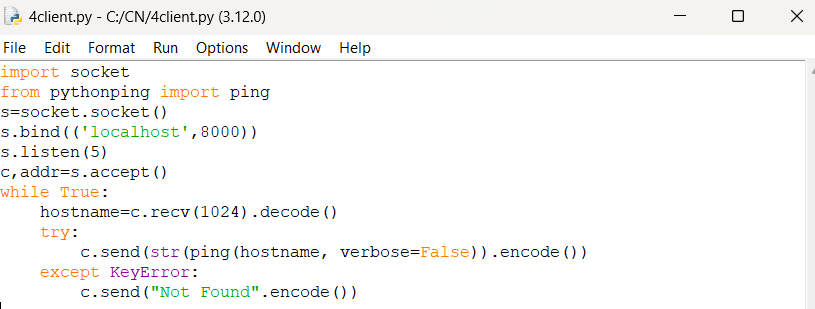 4client.py - C:/CN/4client.py (3.12.0)
File Edit Format Run Options Window Help
import socket
from pythonping import ping
s=socket.socket()
s.bind(('localhost',8000))
s.listen(5)
c,addr=s.accept()
while True:
    hostname=c.recv(1024).decode()
    try:
        c.send(str(ping(hostname, verbose=False)).encode())
    except KeyError:
        c.send("Not Found".encode())